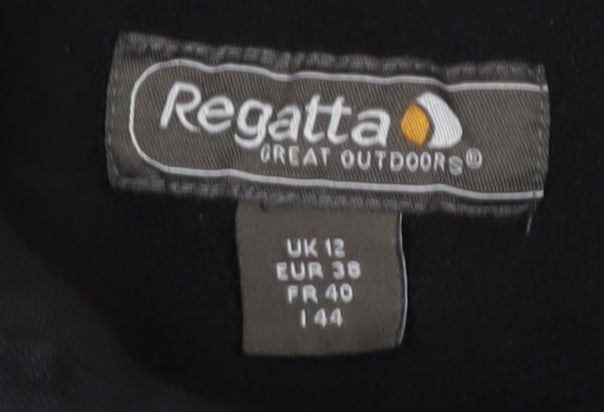 Regatta
GREAT OUTDOORS®
UK 12
EUR 38
FR 40
I 44